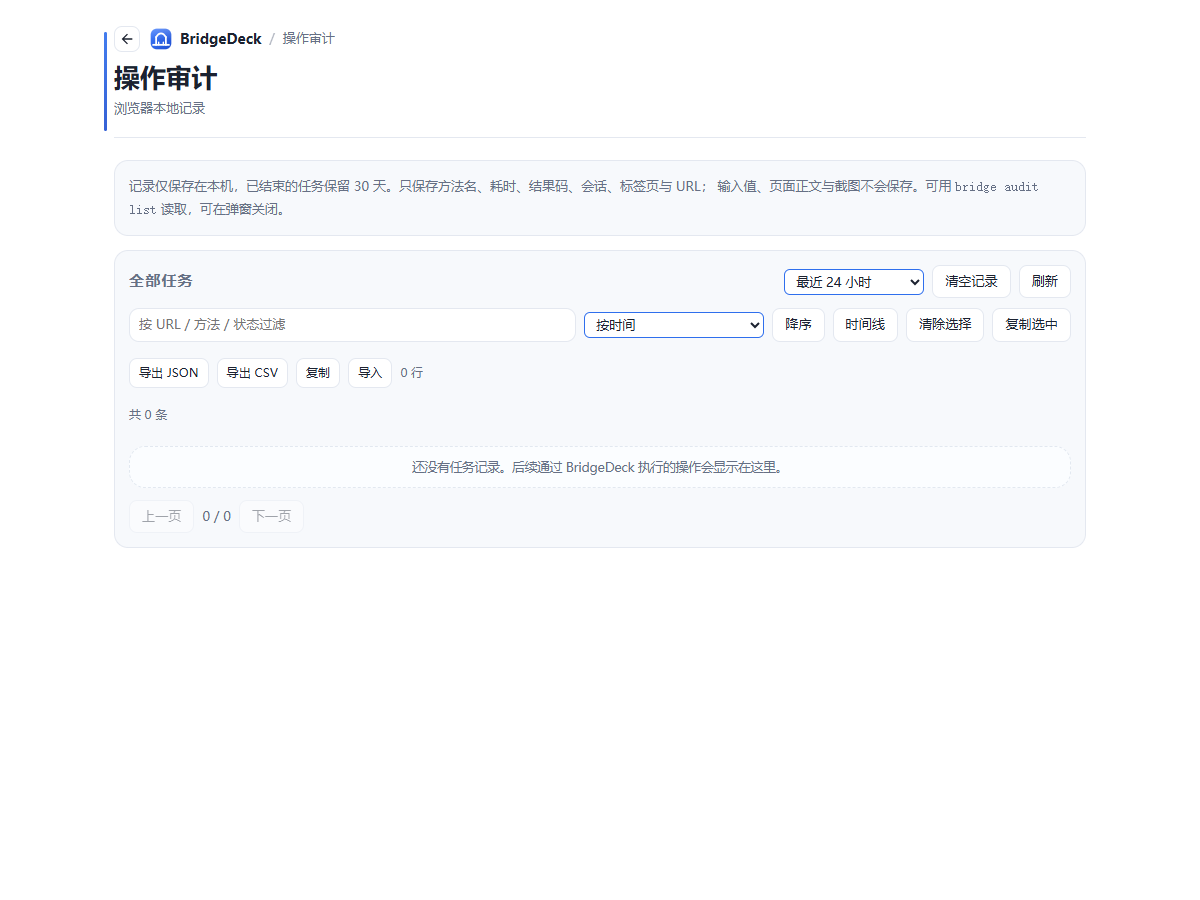 BridgeDeck / 操作审计
操作审计
浏览器本地记录
记录仅保存在本机，已结束的任务保留 30 天。只保存方法名、耗时、结果码、会话、标签页与 URL； 输入值、页面正文与截图不会保存。可用 bridge audit
list 读取，可在弹窗关闭。
全部任务 最近 24 小时 清空记录 刷新
按 URL / 方法 / 状态过滤 按时间 降序 时间线 清除选择 复制选中
导出 JSON 导出 CSV 复制 导入 0 行
共 0 条
还没有任务记录。后续通过 BridgeDeck 执行的操作会显示在这里。
上一页 0 / 0 下一页